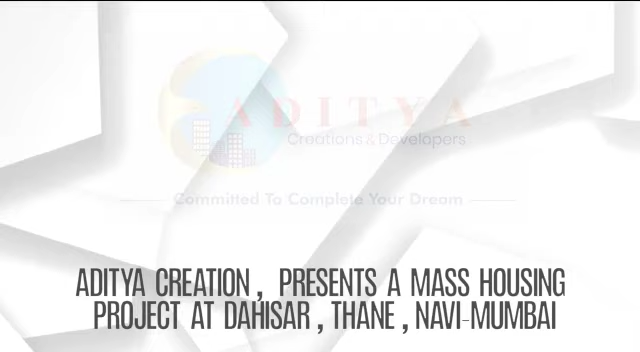 ADITYA
Creations & Developers
Committed To Complete Your Dream
ADITYA CREATION , PRESENTS A MASS HOUSING
PROJECT AT DAHISAR , THANE , NAVI-MUMBAI